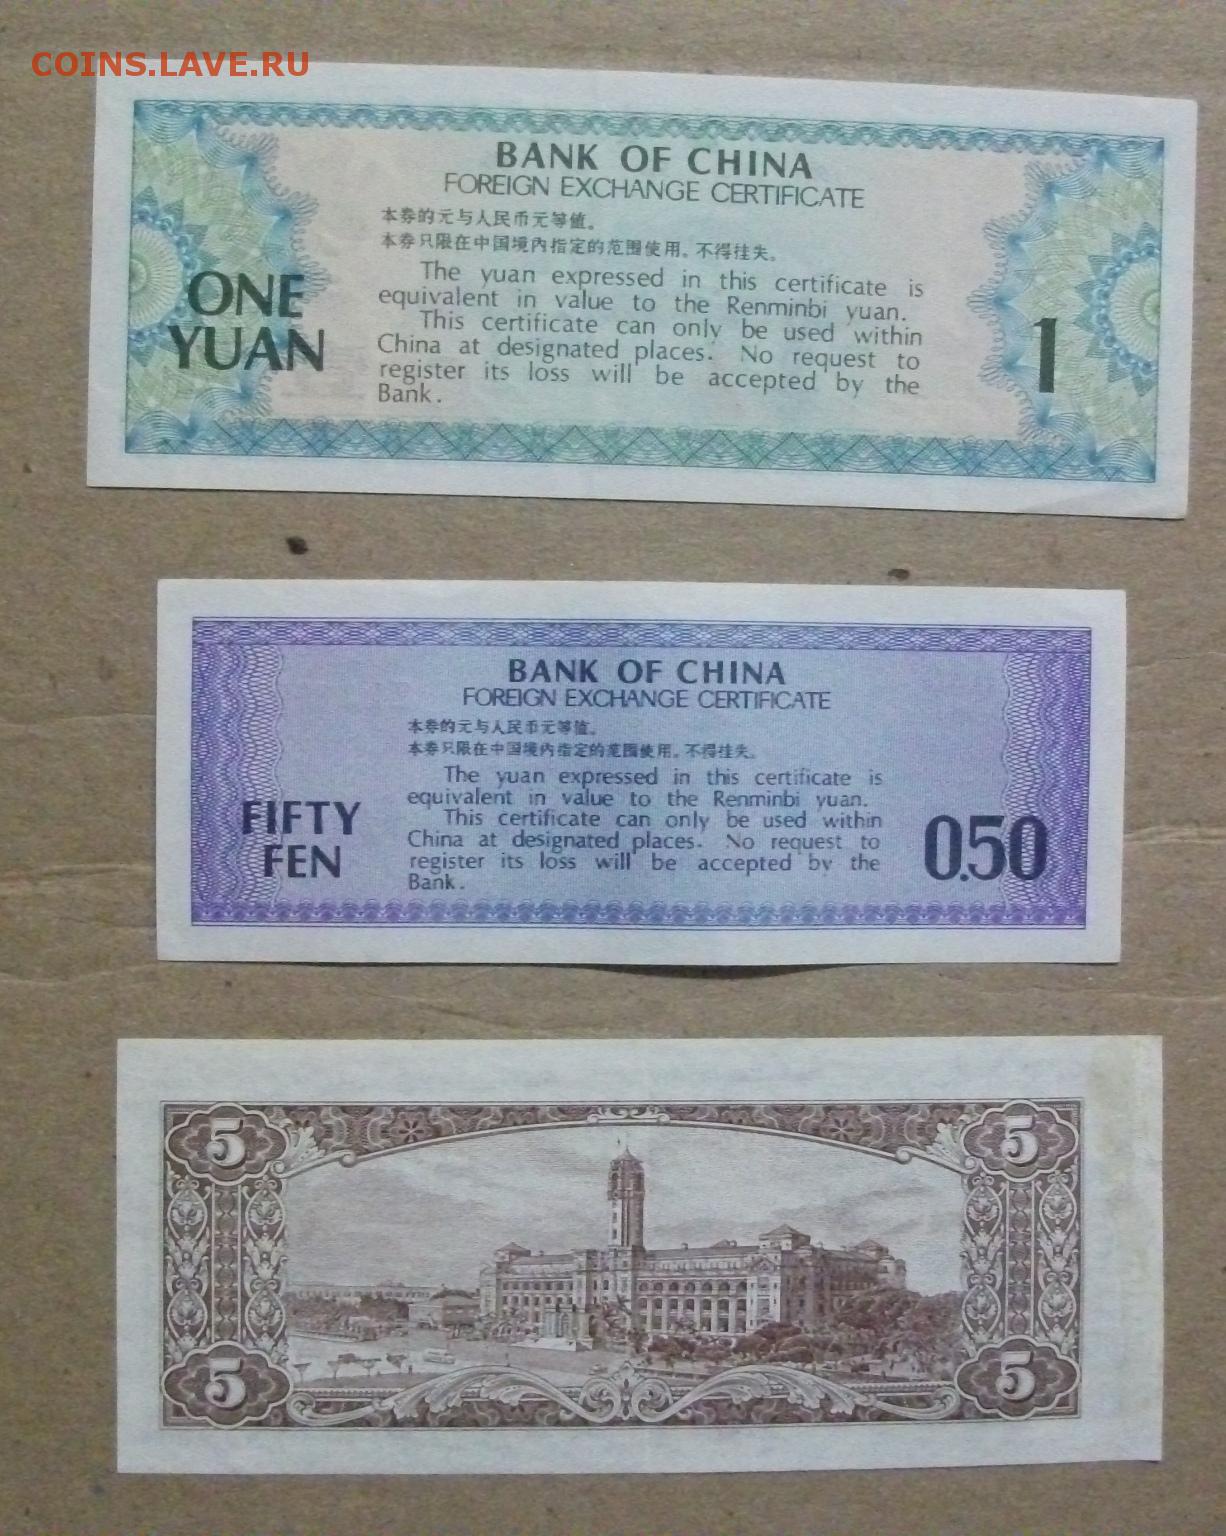 COINS.LAVE.RU
BANK OF CHINA
FOREIGN EXCHANGE CERTIFICATE
本券的元与人民币元等值。
本券只限在中国境内指定的范围使用。不得挂失。
The yuan expressed in this certificate is
equivalent in value to the Renminbi yuan.
This certificate can only be used within
China at designated places. No request to
register its loss will be accepted by the
Bank.
ONE
YUAN
1
BANK OF CHINA
FOREIGN EXCHANGE CERTIFICATE
本券的元与人民币元等值。
本券只限在中国境内指定的范围使用。不得挂失。
The yuan expressed in this certificate is
equivalent in value to the Renminbi yuan.
This certificate can only be used within
China at designated places. No request to
register its loss will be accepted by the
Bank.
FIFTY
FEN
0.50
5 5
5 5